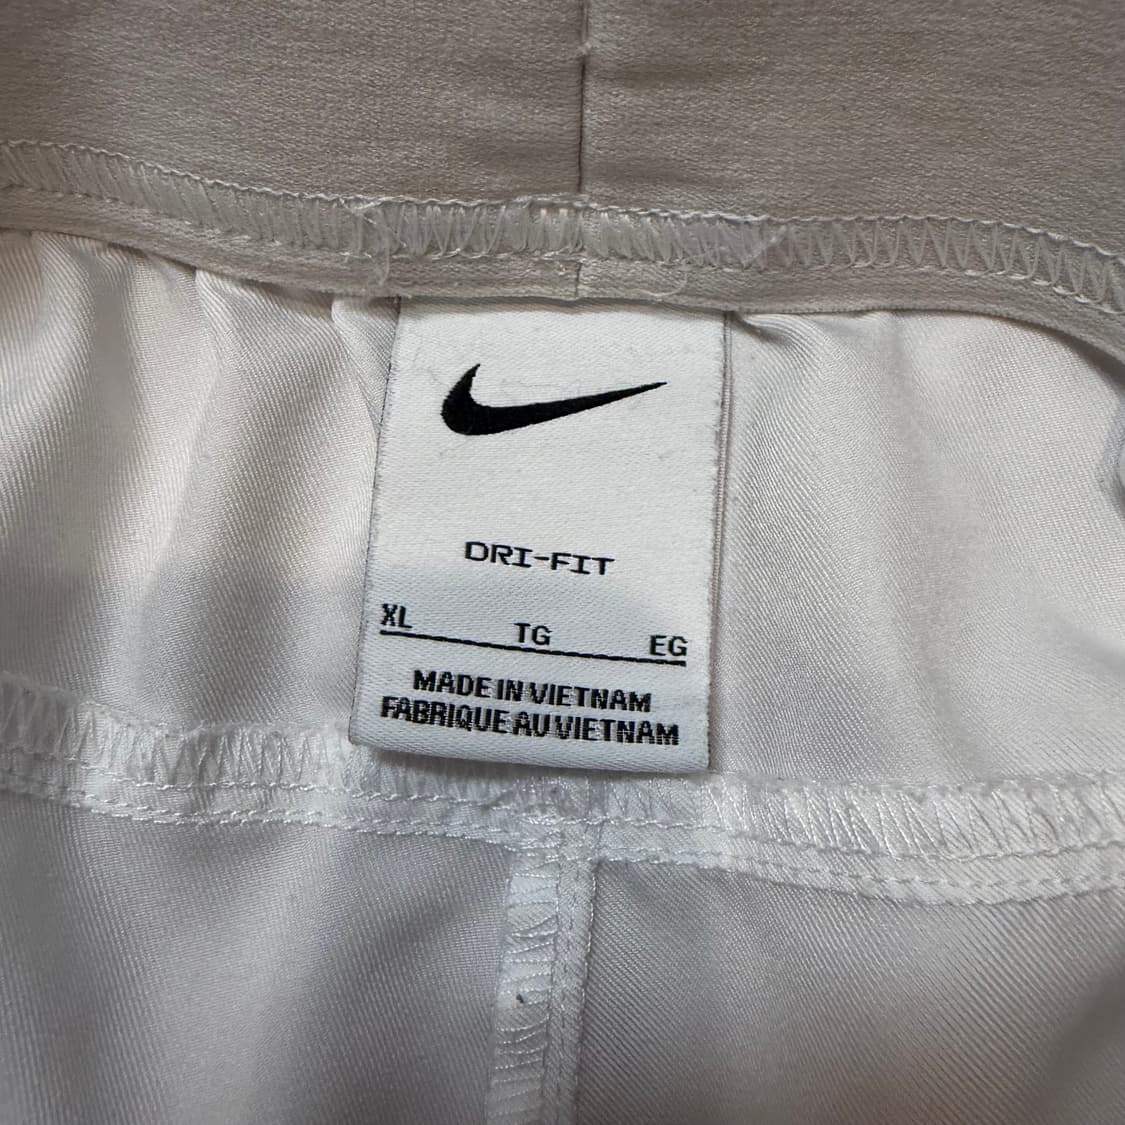 DRI-FIT
XL TG EG
MADE IN VIETNAM
FABRIQUE AU VIETNAM